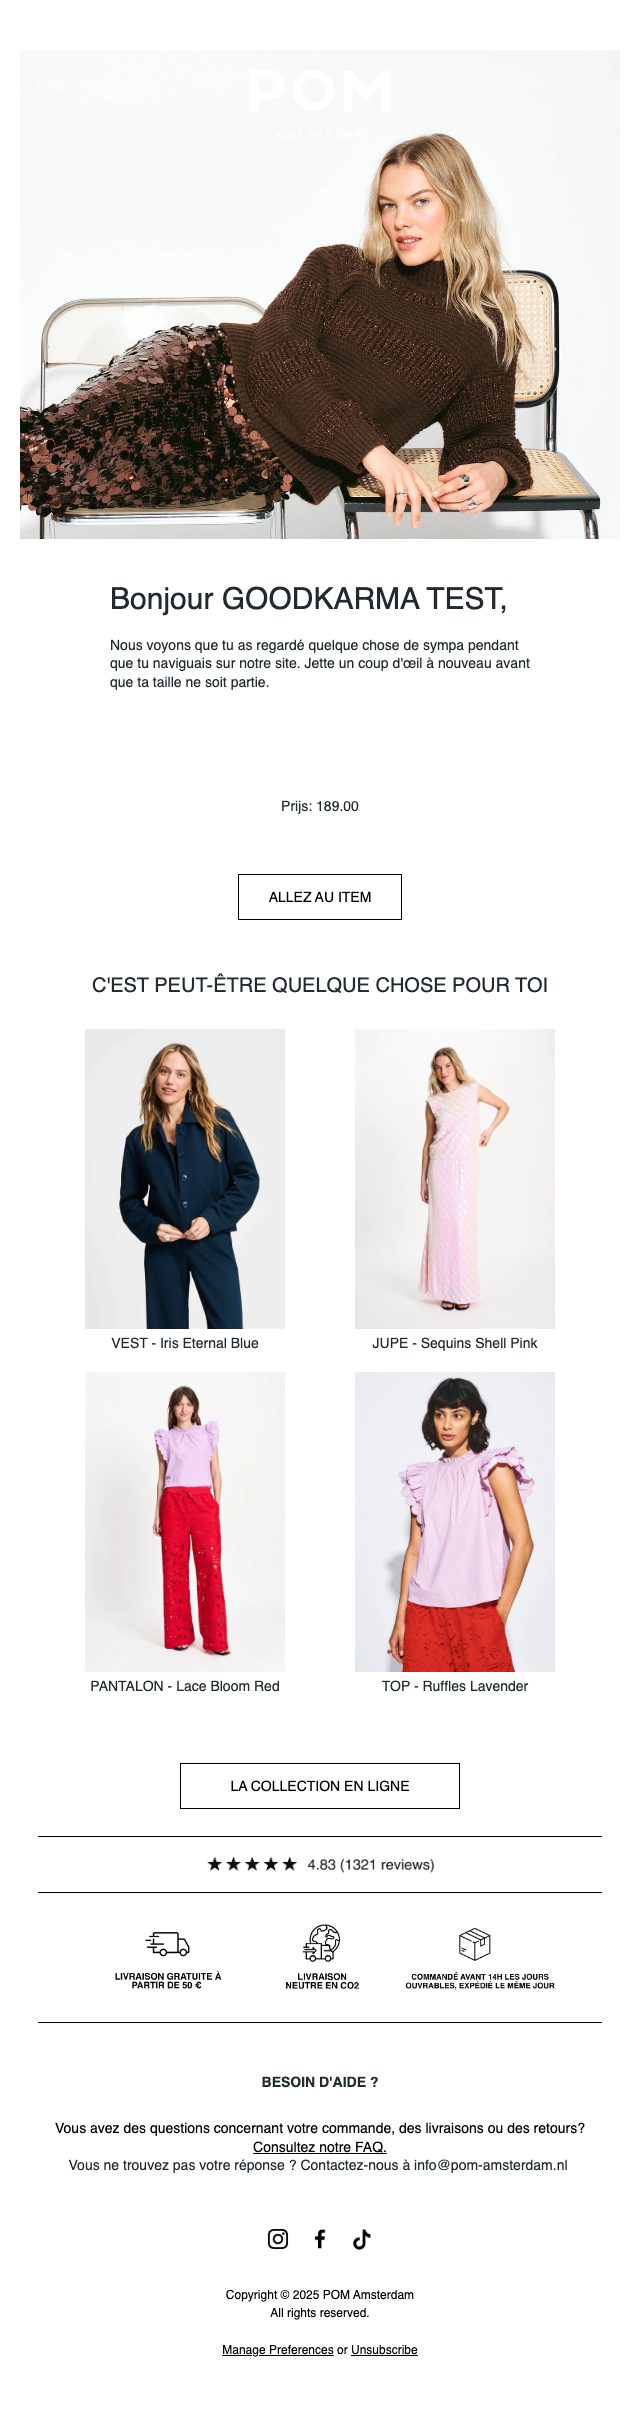 POM
AMSTERDAM
Bonjour GOODKARMA TEST,
Nous voyons que tu as regardé quelque chose de sympa pendant
que tu naviguais sur notre site. Jette un coup d'œil à nouveau avant
que ta taille ne soit partie.
Prijs: 189.00
ALLEZ AU ITEM
C'EST PEUT-ÊTRE QUELQUE CHOSE POUR TOI
VEST - Iris Eternal Blue
JUPE - Sequins Shell Pink
PANTALON - Lace Bloom Red
TOP - Ruffles Lavender
LA COLLECTION EN LIGNE
★★★★★ 4.83 (1321 reviews)
LIVRAISON GRATUITE À
PARTIR DE 50 €
LIVRAISON
NEUTRE EN CO2
COMMANDÉ AVANT 14H LES JOURS
OUVRABLES, EXPÉDIÉ LE MÊME JOUR
BESOIN D'AIDE ?
Vous avez des questions concernant votre commande, des livraisons ou des retours?
Consultez notre FAQ.
Vous ne trouvez pas votre réponse ? Contactez-nous à info@pom-amsterdam.nl
Copyright © 2025 POM Amsterdam
All rights reserved.
Manage Preferences or Unsubscribe